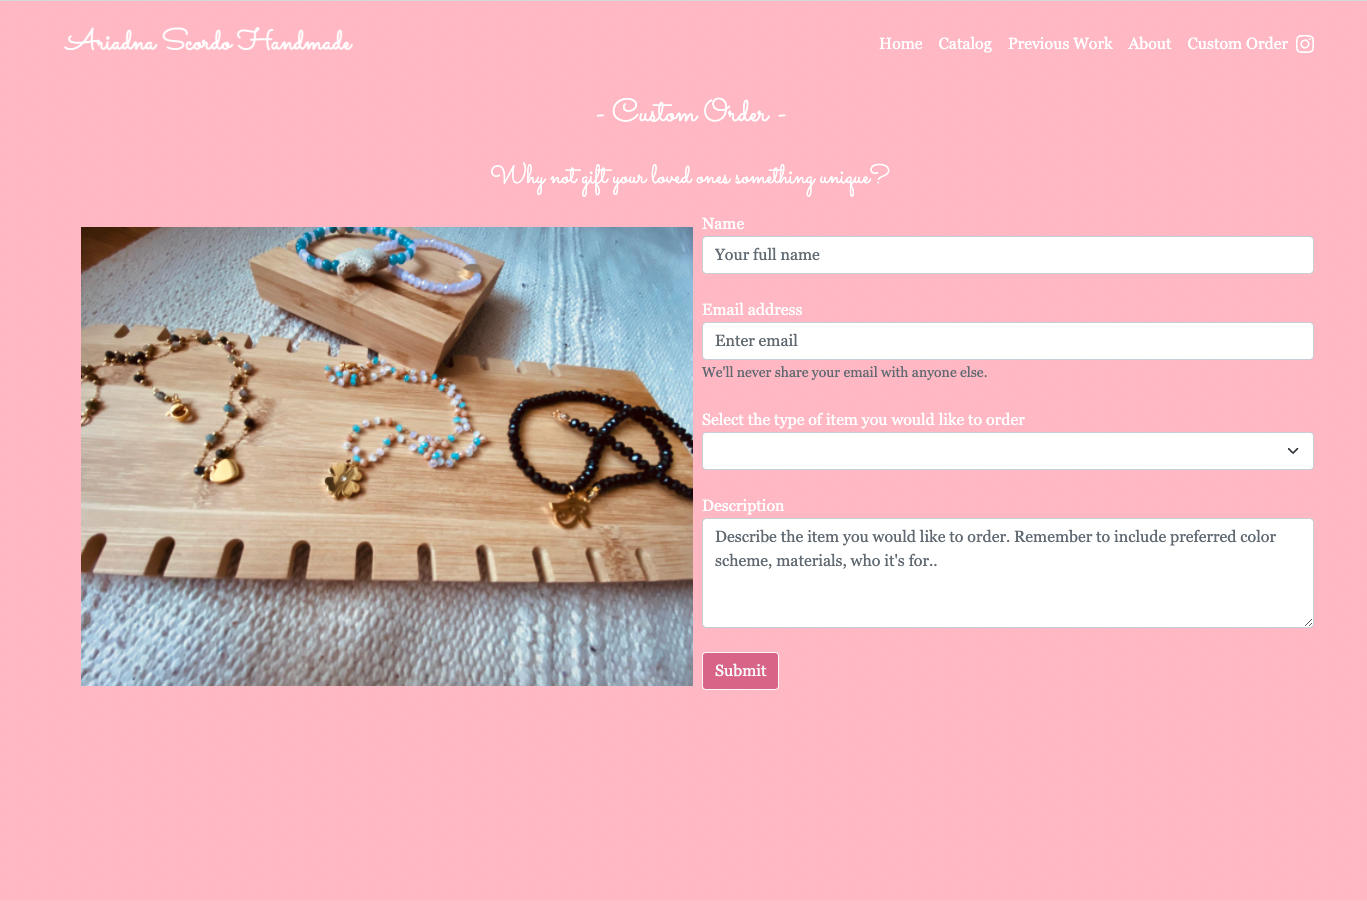 Ariadna Scordo Handmade
Home Catalog Previous Work About Custom Order
- Custom Order -
Why not gift your loved ones something unique?
Name
Your full name
Email address
Enter email
We'll never share your email with anyone else.
Select the type of item you would like to order
Description
Describe the item you would like to order. Remember to include preferred color
scheme, materials, who it's for..
Submit